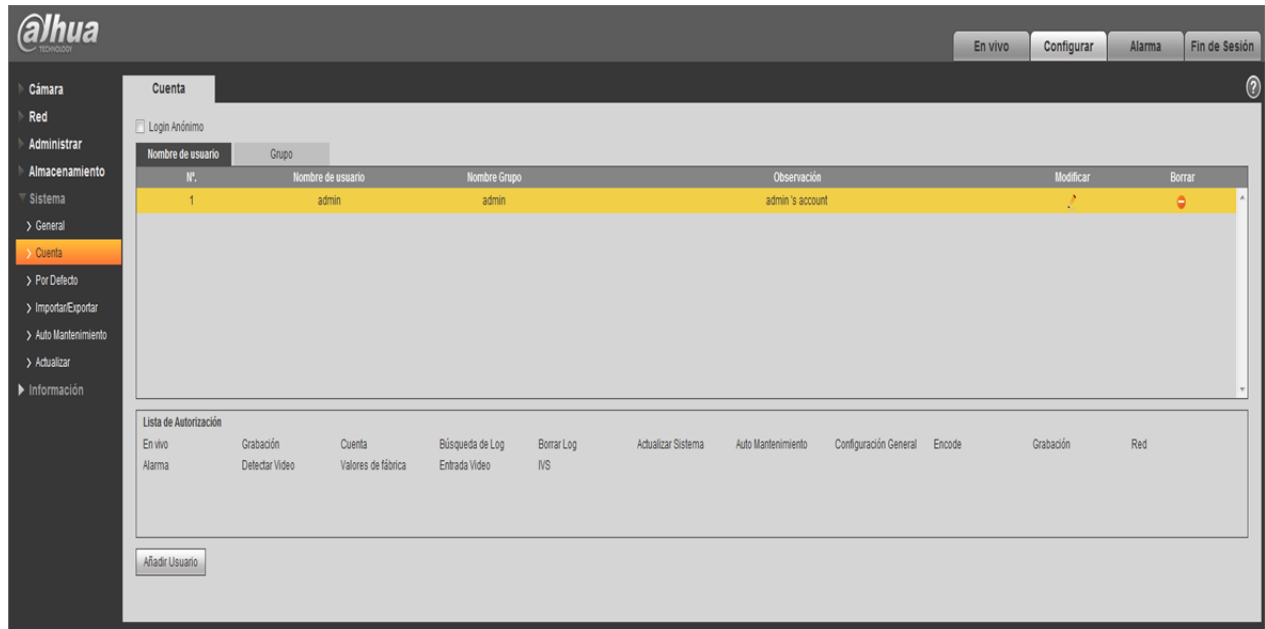 alhua
TECHNOLOGY
En vivo Configurar Alarma Fin de Sesión
Cámara
Red
Administrar
Almacenamiento
Sistema
General
Cuenta
Por Defecto
Importar/Exportar
Auto Mantenimiento
Actualizar
Información
Cuenta
?
Login Anónimo
Nombre de usuario Grupo
Nº. Nombre de usuario Nombre Grupo Observación Modificar Borrar
1 admin admin admin 's account
Lista de Autorización
En vivo Grabación Cuenta Búsqueda de Log Borrar Log Actualizar Sistema Auto Mantenimiento Configuración General Encode Grabación Red
Alarma Detectar Video Valores de fábrica Entrada Video IVS
Añadir Usuario